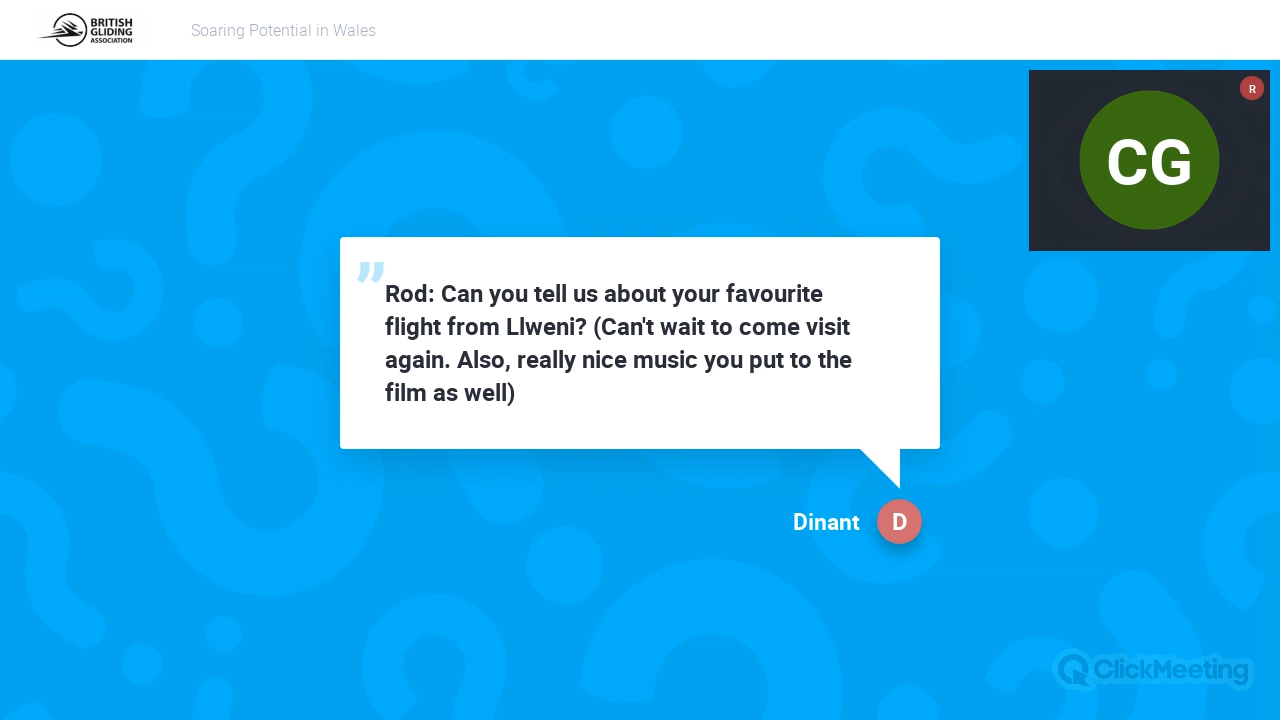 BRITISH
GLIDING
ASSOCIATION
Soaring Potential in Wales
R
CG
"
Rod: Can you tell us about your favourite
flight from Llweni? (Can't wait to come visit
again. Also, really nice music you put to the
film as well)
Dinant D
ClickMeeting